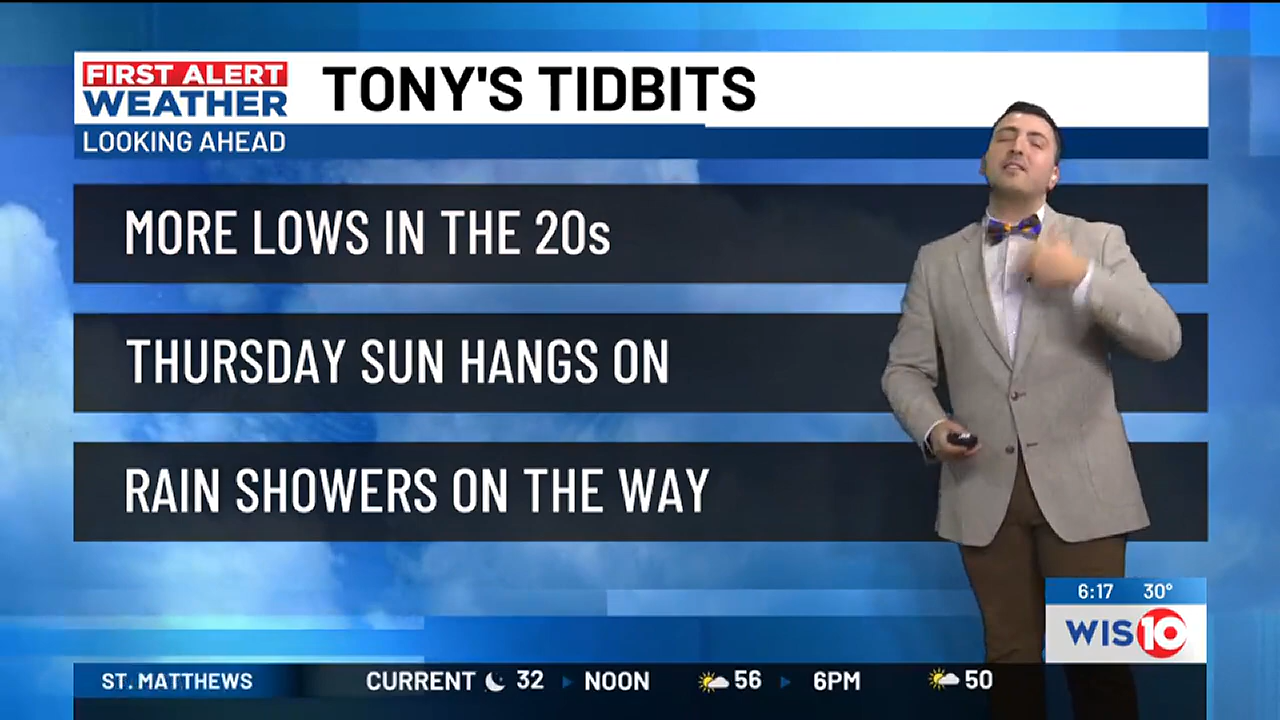 FIRST ALERT
WEATHER
TONY'S TIDBITS
LOOKING AHEAD
MORE LOWS IN THE 20s
THURSDAY SUN HANGS ON
RAIN SHOWERS ON THE WAY
6:17 30°
WIS10
ST. MATTHEWS CURRENT 32 NOON 56 6PM 50